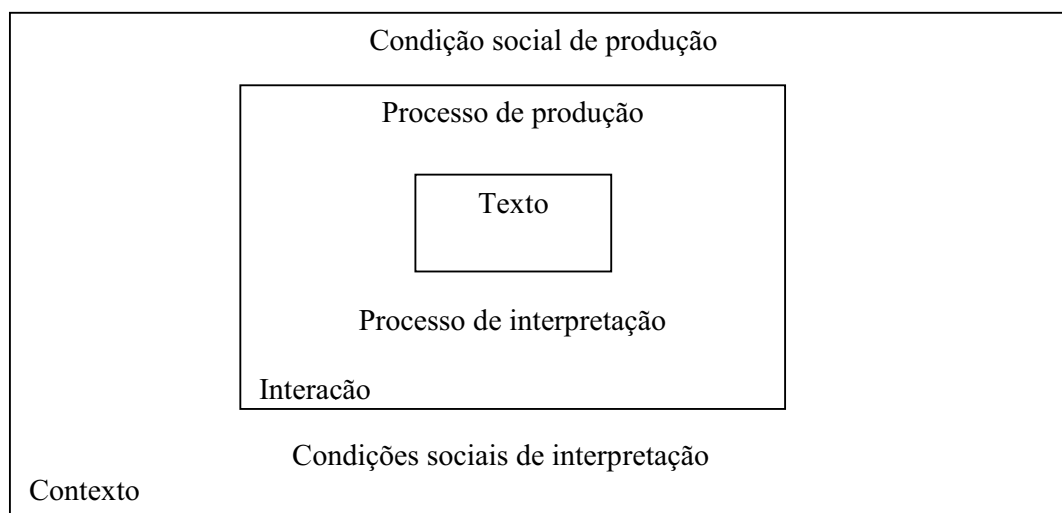 Condição social de produção
Processo de produção
Texto
Processo de interpretação
Interacão
Condições sociais de interpretação
Contexto